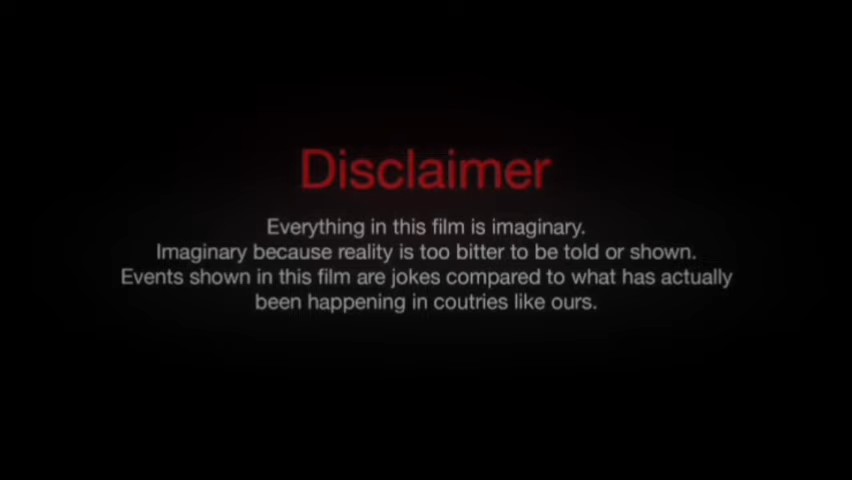 Disclaimer
Everything in this film is imaginary.
Imaginary because reality is too bitter to be told or shown.
Events shown in this film are jokes compared to what has actually
been happening in coutries like ours.